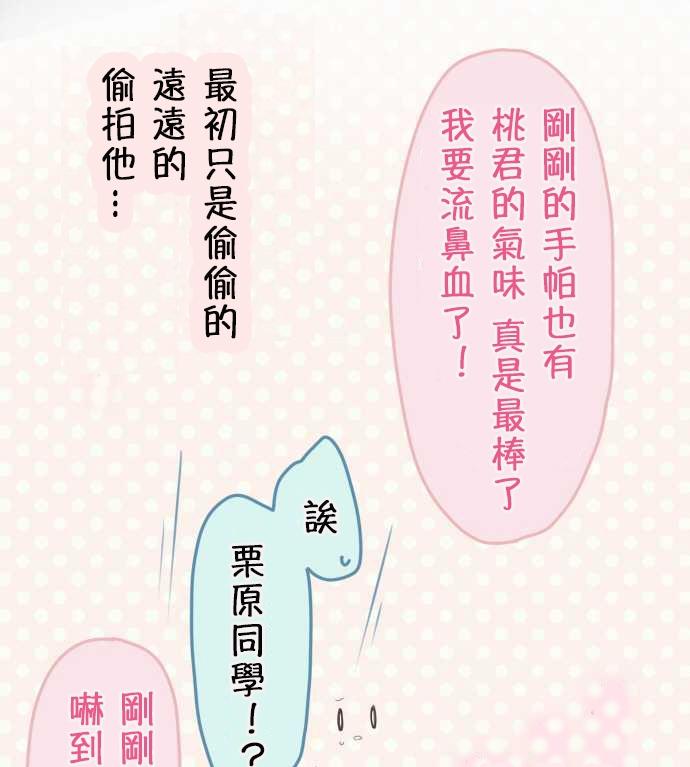 剛剛的手帕也有
桃君的氣味 真是最棒了
我要流鼻血了！
最初只是偷偷的
遠遠的
偷拍他…
誒
栗原同學！？
剛剛
嚇到